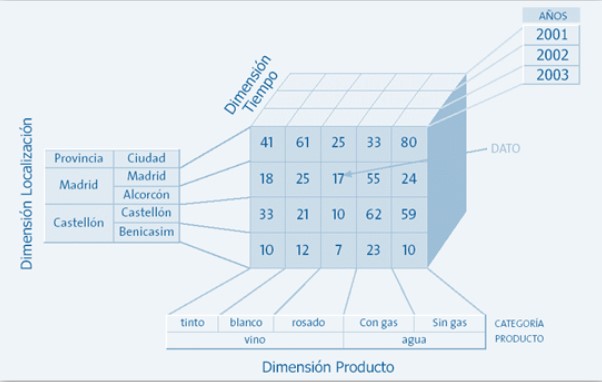 AÑOS
2001
2002
2003
Dimensión
Tiempo
Dimensión Localización
Provincia Ciudad
Madrid Madrid
Alcorcón
Castellón Castellón
Benicasim
41 61 25 33 80
18 25 17 55 24
33 21 10 62 59
10 12 7 23 10
DATO
tinto blanco rosado Con gas Sin gas CATEGORÍA
vino agua PRODUCTO
Dimensión Producto